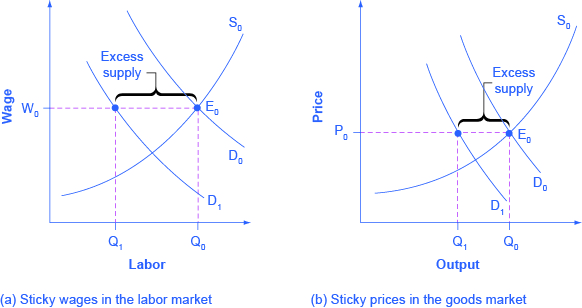 S0
Excess
supply
W0
E0
Wage
D0
D1
Q1
Q0
Labor
(a) Sticky wages in the labor market
S0
Excess
supply
Price
P0
E0
D0
D1
Q1
Q0
Output
(b) Sticky prices in the goods market